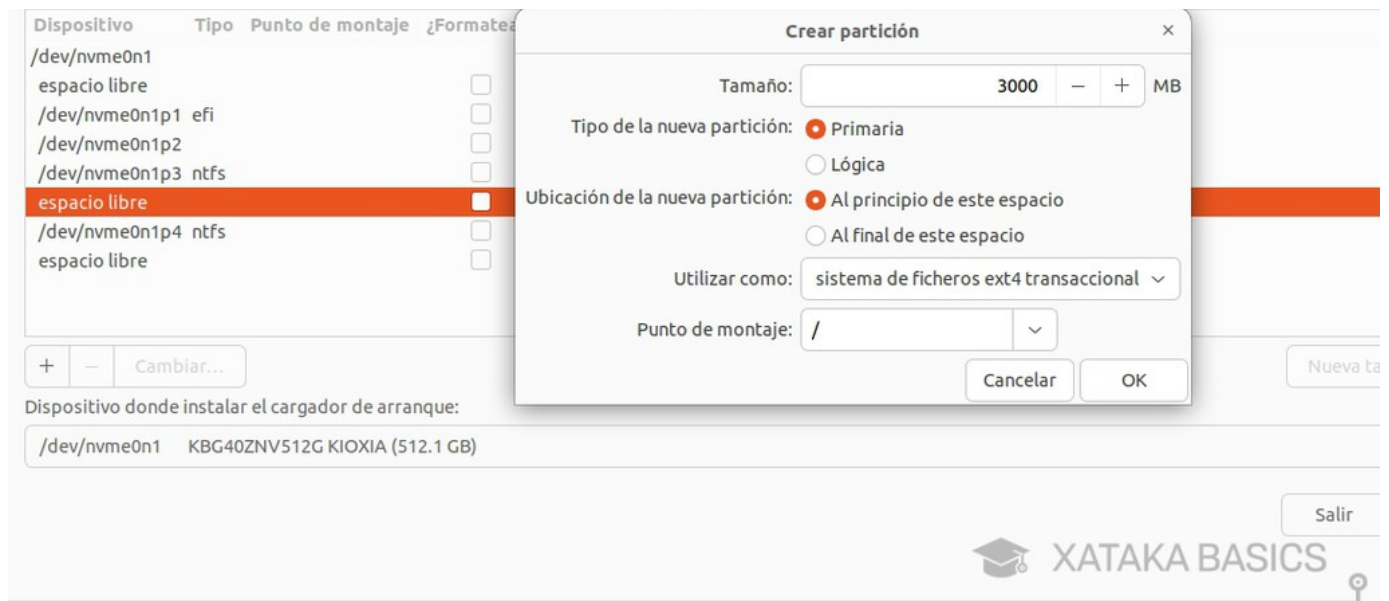 Dispositivo Tipo Punto de montaje ¿Formatea
/dev/nvme0n1
espacio libre
/dev/nvme0n1p1 efi
/dev/nvme0n1p2
/dev/nvme0n1p3 ntfs
espacio libre
/dev/nvme0n1p4 ntfs
espacio libre
+ − Cambiar...
Dispositivo donde instalar el cargador de arranque:
/dev/nvme0n1 KBG40ZNV512G KIOXIA (512.1 GB)
Crear partición ×
Tamaño: 3000 − + MB
Tipo de la nueva partición: Primaria
Lógica
Ubicación de la nueva partición: Al principio de este espacio
Al final de este espacio
Utilizar como: sistema de ficheros ext4 transaccional
Punto de montaje: /
Cancelar OK
Nueva ta
Salir
XATAKA BASICS